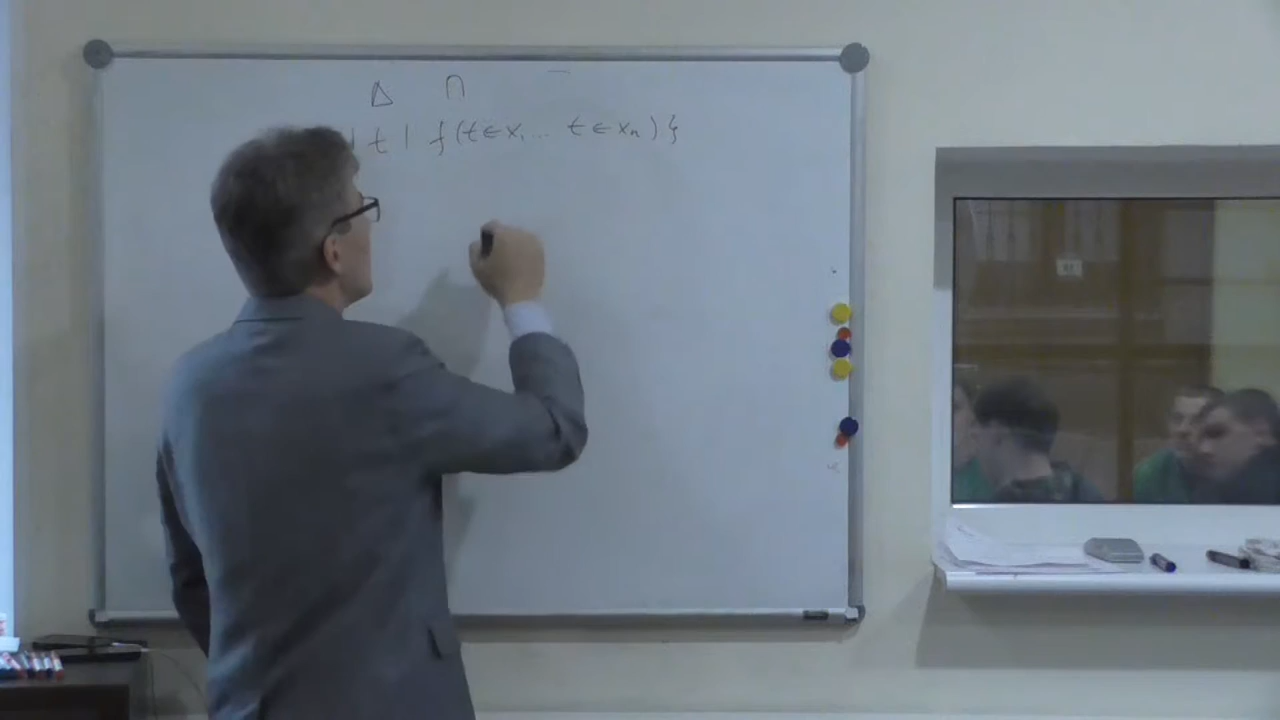 Δ ∩ ‾
t | f(t∈x₁... t∈xₙ)}